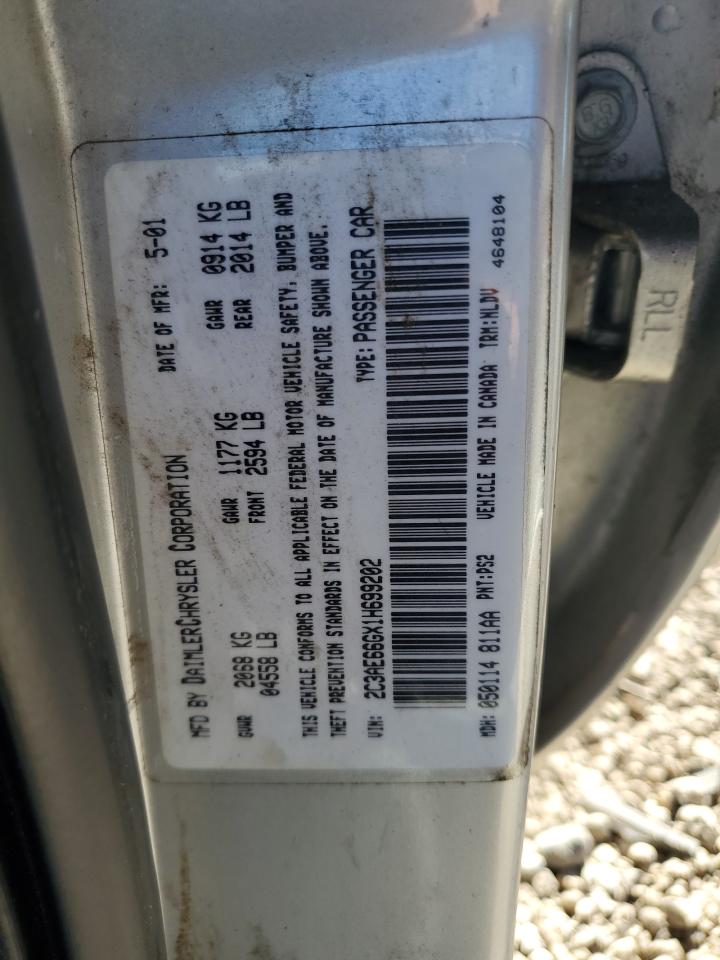 MFD BY DAIMLERCHRYSLER CORPORATION DATE OF MFR: 5-01
GVWR 2068 KG GAWR 1177 KG GAWR 0914 KG
04558 LB FRONT 2594 LB REAR 2014 LB
THIS VEHICLE CONFORMS TO ALL APPLICABLE FEDERAL MOTOR VEHICLE SAFETY, BUMPER AND
THEFT PREVENTION STANDARDS IN EFFECT ON THE DATE OF MANUFACTURE SHOWN ABOVE.
VIN: 2C3AE66GX1H699202 TYPE: PASSENGER CAR
MDH: 050114 811AA PNT: PS2 VEHICLE MADE IN CANADA TRM: NLDV
4648104
RLL